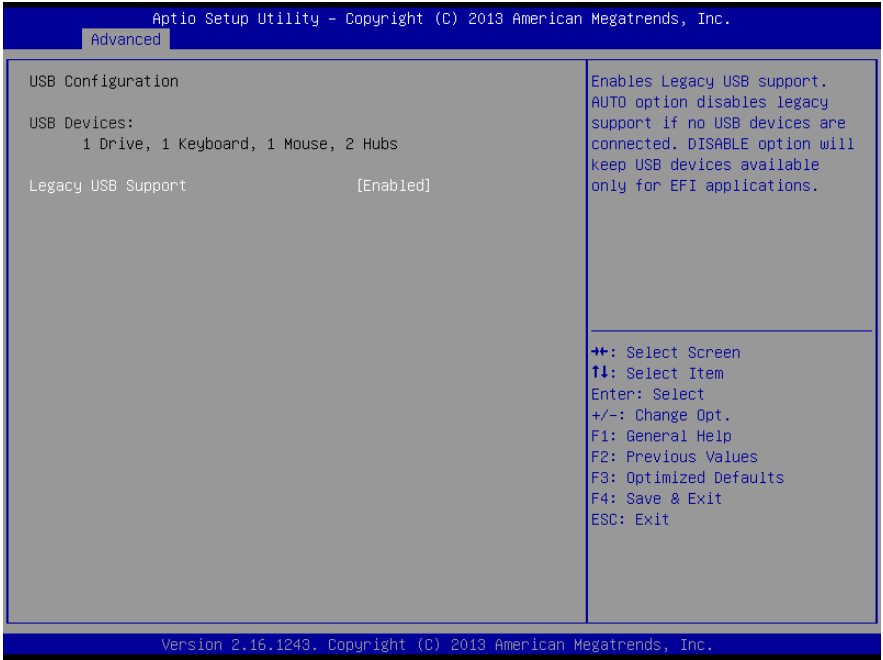 Aptio Setup Utility – Copyright (C) 2013 American Megatrends, Inc.
Advanced
USB Configuration
USB Devices:
1 Drive, 1 Keyboard, 1 Mouse, 2 Hubs
Legacy USB Support [Enabled]
Enables Legacy USB support.
AUTO option disables legacy
support if no USB devices are
connected. DISABLE option will
keep USB devices available
only for EFI applications.
→←: Select Screen
↑↓: Select Item
Enter: Select
+/-: Change Opt.
F1: General Help
F2: Previous Values
F3: Optimized Defaults
F4: Save & Exit
ESC: Exit
Version 2.16.1243. Copyright (C) 2013 American Megatrends, Inc.